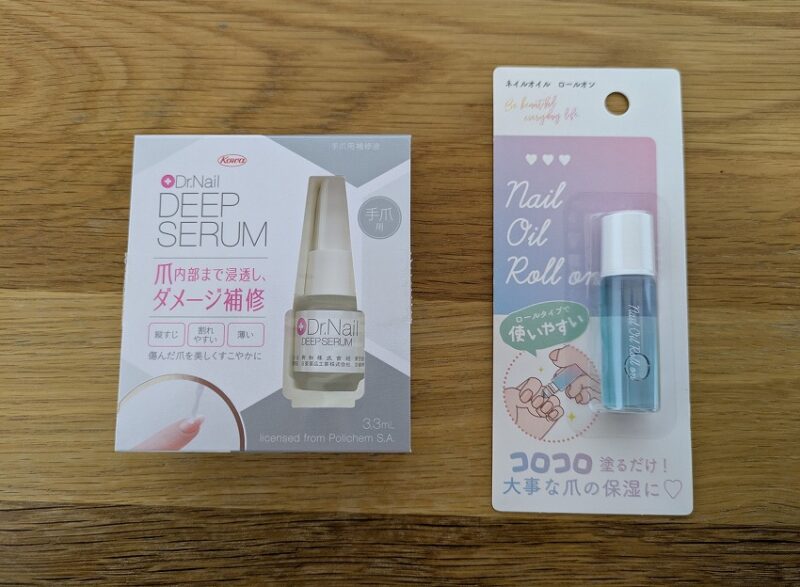 Kowa
手爪用補修液
Dr.Nail
DEEP
SERUM
手爪
用
爪内部まで浸透し、
ダメージ補修
縦すじ
割れ
やすい
薄い
傷んだ爪を美しくすこやかに
Dr.Nail
DEEP SERUM
3.3mL
licensed from Polichem S.A.
ネイルオイル ロールオン
Be beautiful
everyday life
Nail
Oil
Roll on
ロールタイプで
使いやすい
Nail Oil Roll on
コロコロ 塗るだけ!
大事な爪の保湿に♡